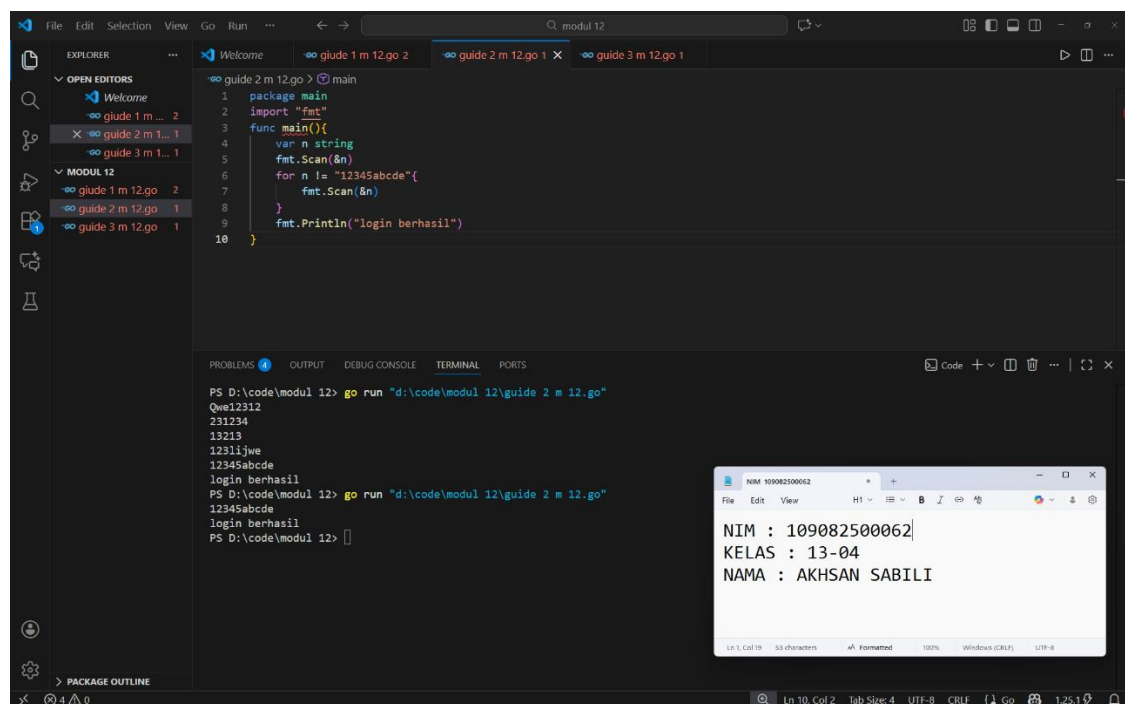 File Edit Selection View Go Run ··· modul 12
EXPLORER ···
OPEN EDITORS
Welcome
giude 1 m ... 2
guide 2 m 1... 1
guide 3 m 1... 1
MODUL 12
giude 1 m 12.go 2
guide 2 m 12.go 1
guide 3 m 12.go 1
PACKAGE OUTLINE
Welcome giude 1 m 12.go 2 guide 2 m 12.go 1 guide 3 m 12.go 1
guide 2 m 12.go > main
1 package main
2 import "fmt"
3 func main(){
4 var n string
5 fmt.Scan(&n)
6 for n != "12345abcde"{
7 fmt.Scan(&n)
8 }
9 fmt.Println("login berhasil")
10 }
PROBLEMS 4 OUTPUT DEBUG CONSOLE TERMINAL PORTS Code
PS D:\code\modul 12> go run "d:\code\modul 12\guide 2 m 12.go"
Qwe12312
231234
13213
123lijwe
12345abcde
login berhasil
PS D:\code\modul 12> go run "d:\code\modul 12\guide 2 m 12.go"
12345abcde
login berhasil
PS D:\code\modul 12>
NIM 109082500062
File Edit View H1 B I
NIM : 109082500062
KELAS : 13-04
NAMA : AKHSAN SABILI
Ln 1, Col 19 53 characters Formatted 100% Windows (CRLF) UTF-8
4 0 Ln 10, Col 2 Tab Size: 4 UTF-8 CRLF Go 1.25.1